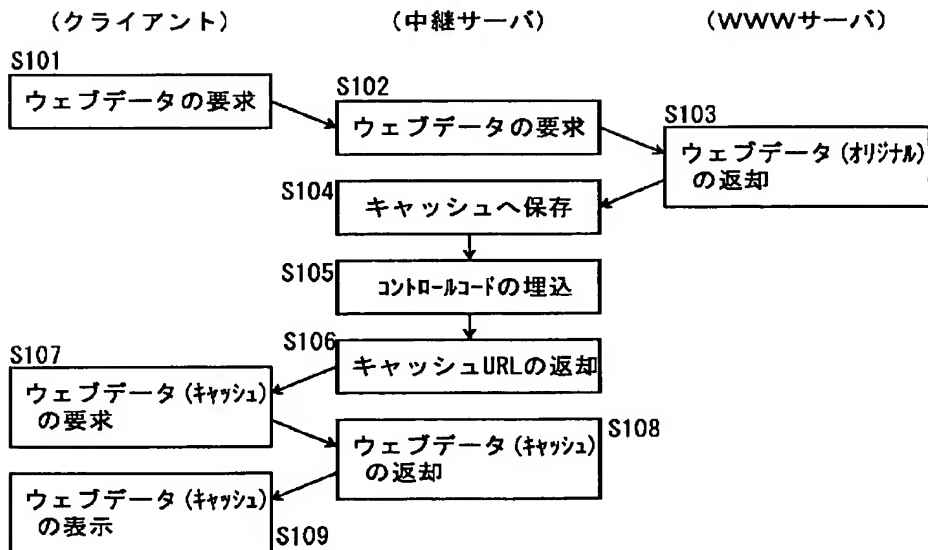 (クライアント)
(中継サーバ)
(WWWサーバ)
S101
ウェブデータの要求
S102
ウェブデータの要求
S103
ウェブデータ(オリジナル)
の返却
S104
キャッシュへ保存
S105
コントロールコードの埋込
S106
キャッシュURLの返却
S107
ウェブデータ(キャッシュ)
の要求
S108
ウェブデータ(キャッシュ)
の返却
ウェブデータ(キャッシュ)
の表示
S109